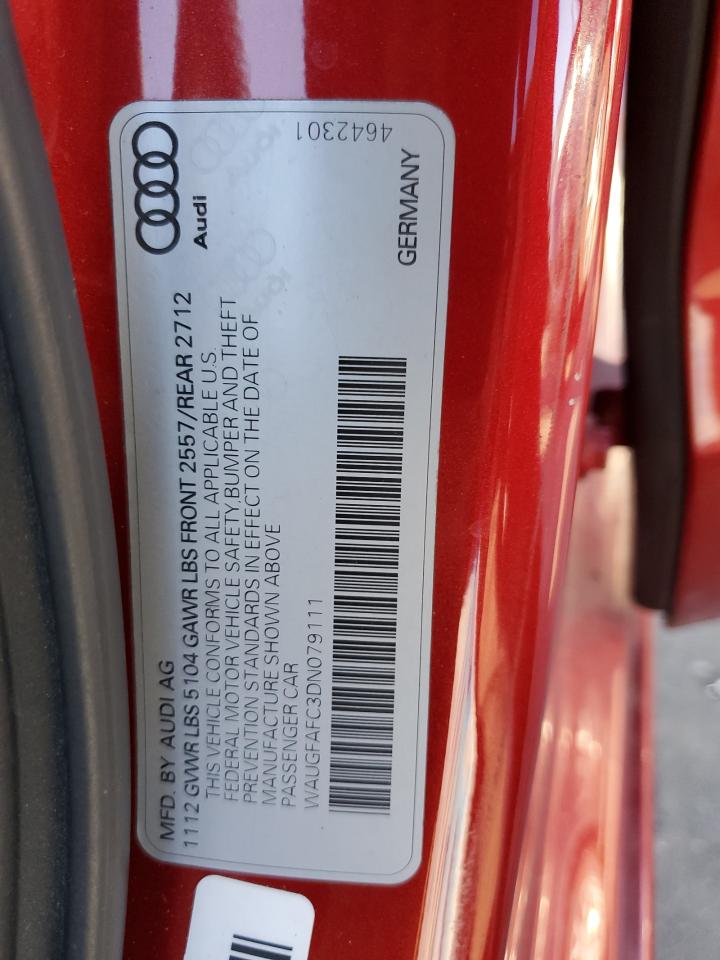 MFD. BY AUDI AG
1112 GVWR LBS 5104 GAWR LBS FRONT 2557/REAR 2712
THIS VEHICLE CONFORMS TO ALL APPLICABLE U.S.
FEDERAL MOTOR VEHICLE SAFETY,BUMPER AND THEFT
PREVENTION STANDARDS IN EFFECT ON THE DATE OF
MANUFACTURE SHOWN ABOVE
PASSENGER CAR
WAUGFAFC3DN079111
Audi
GERMANY
4642301